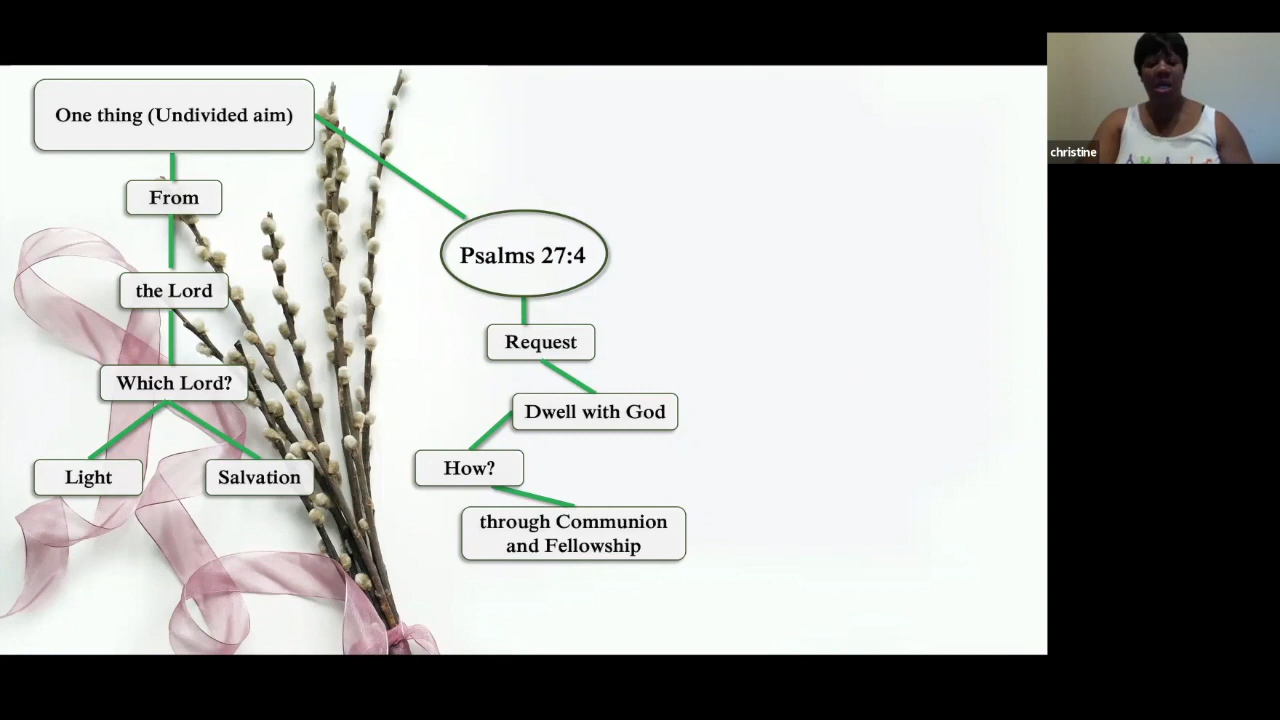 One thing (Undivided aim)
From
the Lord
Which Lord?
Light
Salvation
Psalms 27:4
Request
Dwell with God
How?
through Communion
and Fellowship
christine